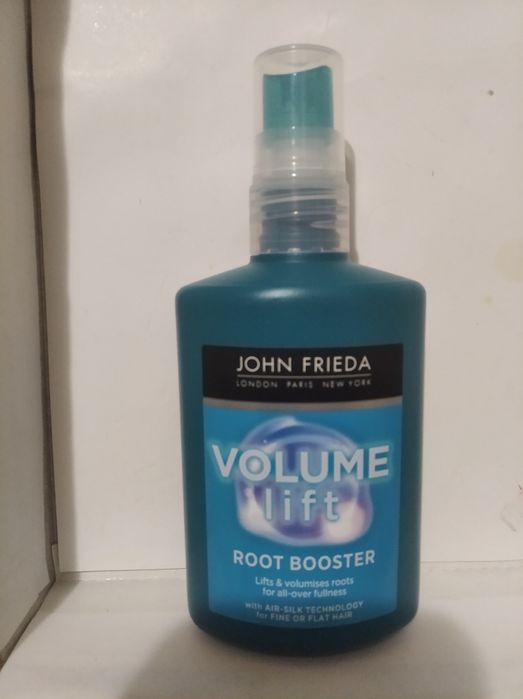 JOHN FRIEDA
LONDON PARIS NEW YORK
VOLUME
lift
ROOT BOOSTER
Lifts & volumises roots
for all-over fullness
with AIR-SILK TECHNOLOGY
for FINE OR FLAT HAIR